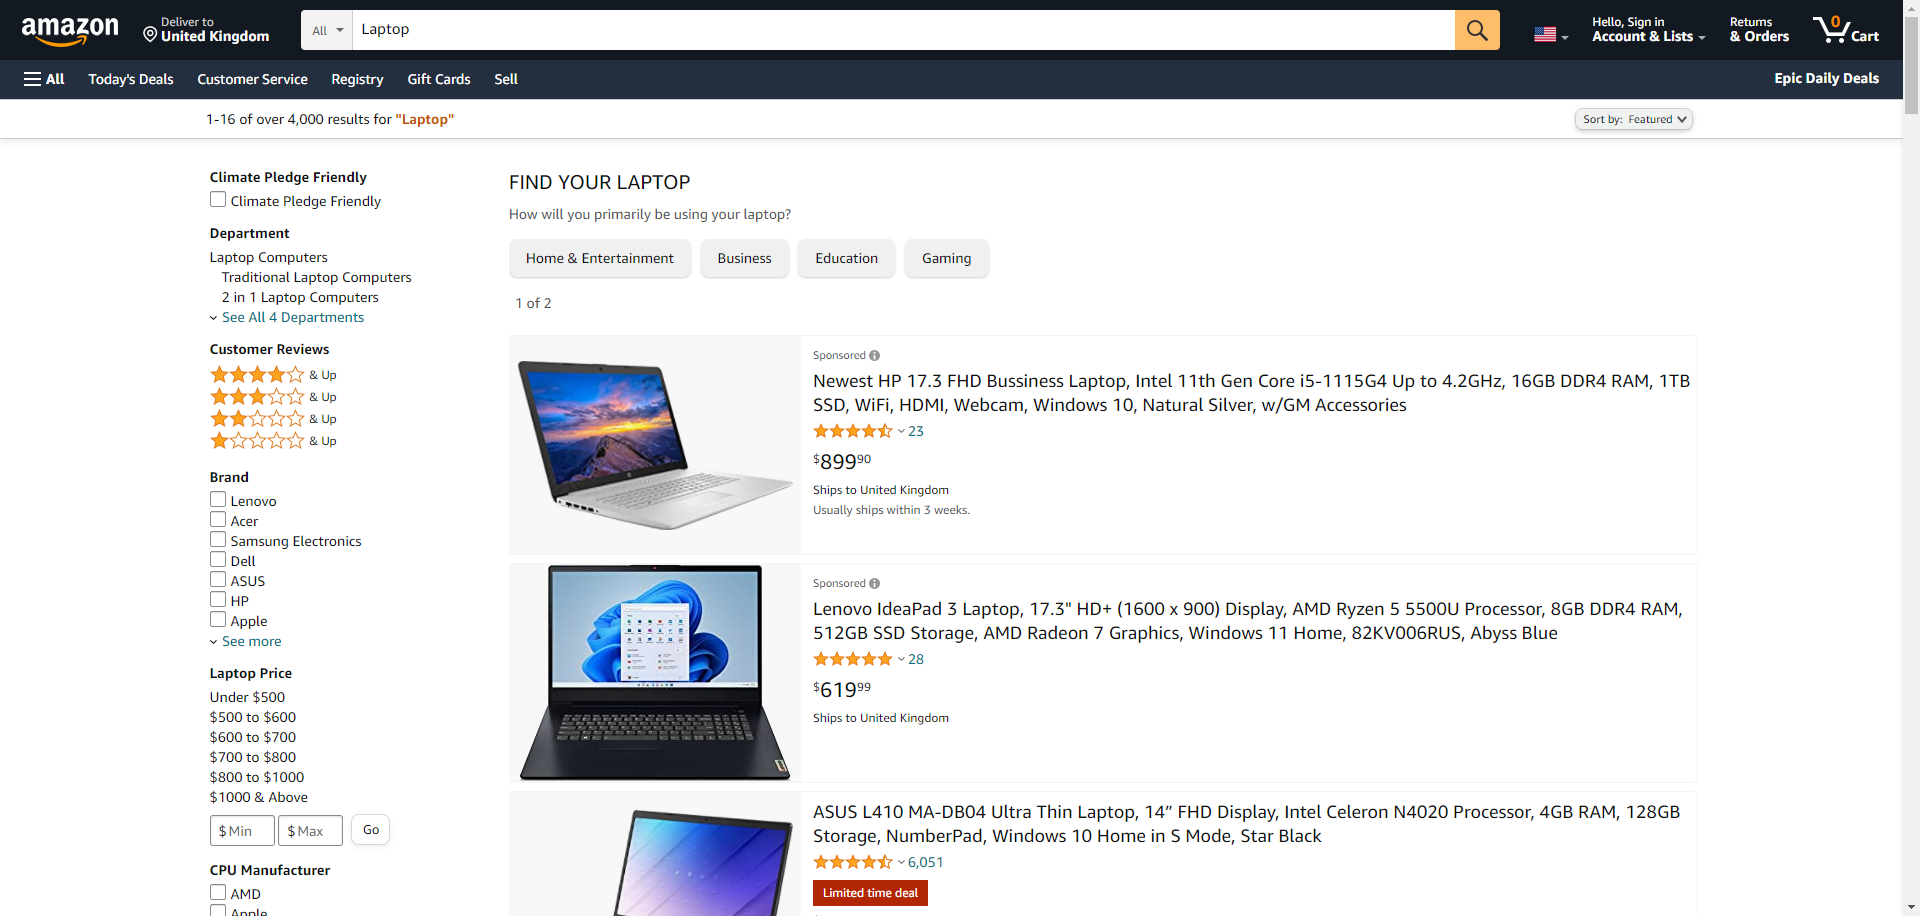 amazon
Deliver to
United Kingdom
All
Laptop
Hello, Sign in
Account & Lists
Returns
& Orders
0
Cart
All
Today's Deals
Customer Service
Registry
Gift Cards
Sell
Epic Daily Deals
1-16 of over 4,000 results for "Laptop"
Sort by: Featured
Climate Pledge Friendly
Climate Pledge Friendly
Department
Laptop Computers
Traditional Laptop Computers
2 in 1 Laptop Computers
See All 4 Departments
Customer Reviews
& Up
& Up
& Up
& Up
Brand
Lenovo
Acer
Samsung Electronics
Dell
ASUS
HP
Apple
See more
Laptop Price
Under $500
$500 to $600
$600 to $700
$700 to $800
$800 to $1000
$1000 & Above
$ Min
$ Max
Go
CPU Manufacturer
AMD
Apple
FIND YOUR LAPTOP
How will you primarily be using your laptop?
Home & Entertainment
Business
Education
Gaming
1 of 2
Sponsored
Newest HP 17.3 FHD Bussiness Laptop, Intel 11th Gen Core i5-1115G4 Up to 4.2GHz, 16GB DDR4 RAM, 1TB
SSD, WiFi, HDMI, Webcam, Windows 10, Natural Silver, w/GM Accessories
23
$899 90
Ships to United Kingdom
Usually ships within 3 weeks.
Sponsored
Lenovo IdeaPad 3 Laptop, 17.3" HD+ (1600 x 900) Display, AMD Ryzen 5 5500U Processor, 8GB DDR4 RAM,
512GB SSD Storage, AMD Radeon 7 Graphics, Windows 11 Home, 82KV006RUS, Abyss Blue
28
$619 99
Ships to United Kingdom
ASUS L410 MA-DB04 Ultra Thin Laptop, 14” FHD Display, Intel Celeron N4020 Processor, 4GB RAM, 128GB
Storage, NumberPad, Windows 10 Home in S Mode, Star Black
6,051
Limited time deal